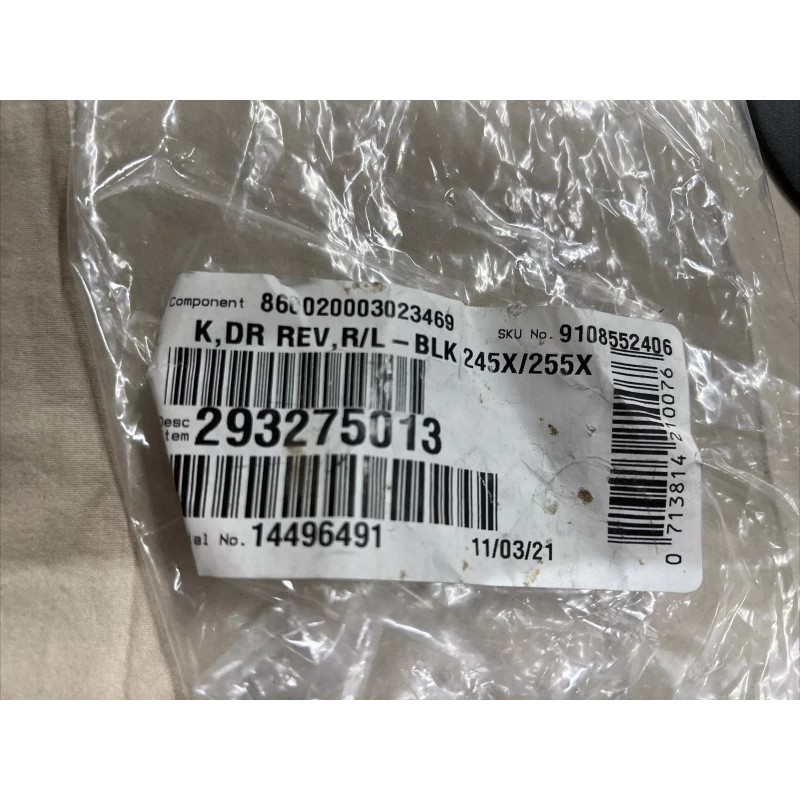 Component 860020003023469
SKU No. 9108552406
K,DR REV,R/L - BLK 245X/255X
Desc
Item 293275013
ial No. 14496491
11/03/21
0 713814 210076